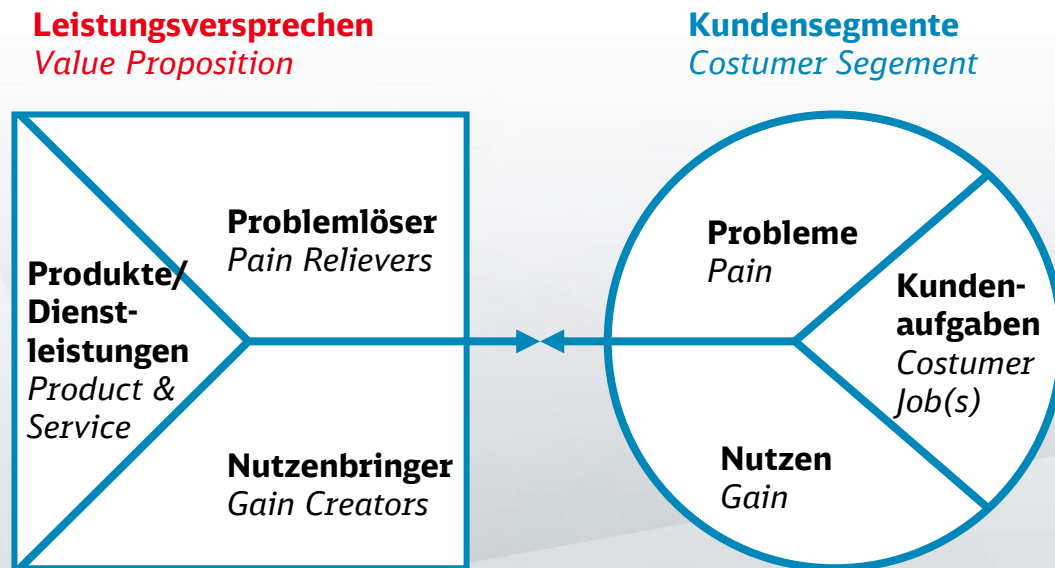 Leistungsversprechen
Value Proposition
Kundensegmente
Costumer Segement
Problemlöser
Pain Relievers
Produkte/
Dienst-
leistungen
Product &
Service
Nutzenbringer
Gain Creators
Probleme
Pain
Kunden-
aufgaben
Costumer
Job(s)
Nutzen
Gain